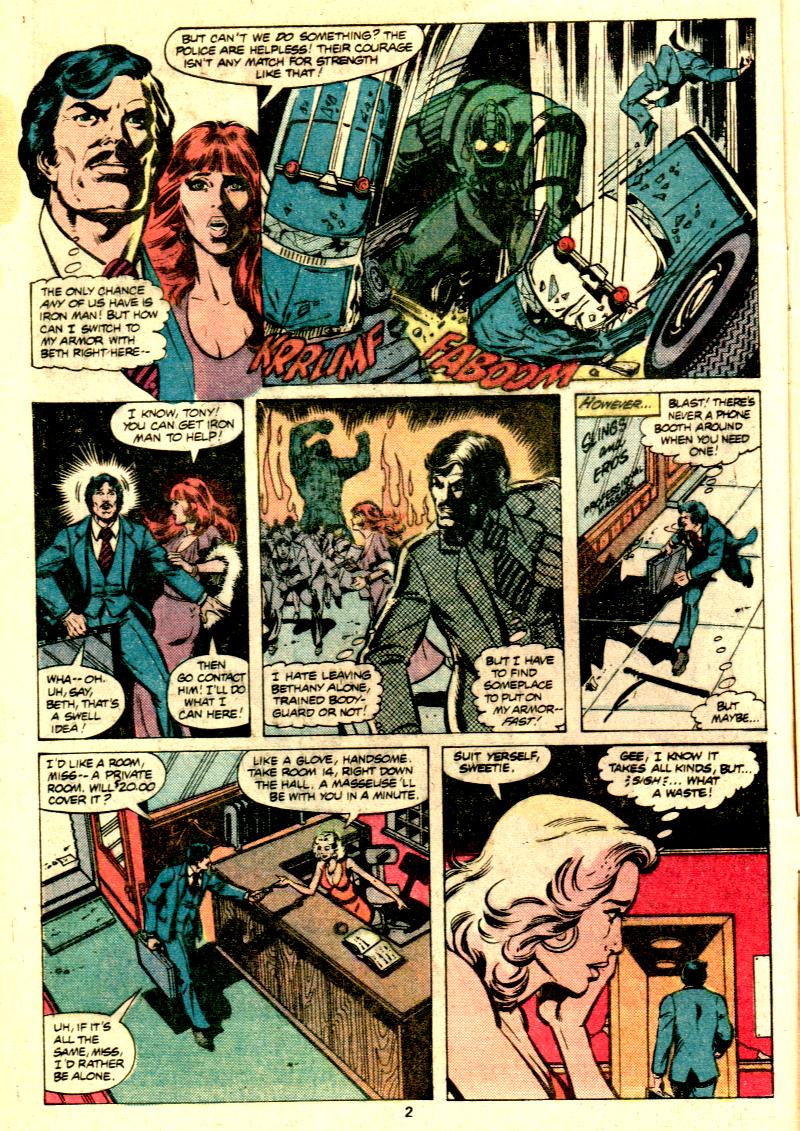 BUT CAN'T WE DO SOMETHING? THE
POLICE ARE HELPLESS! THEIR COURAGE
ISN'T ANY MATCH FOR STRENGTH
LIKE THAT!
THE ONLY CHANCE
ANY OF US HAVE IS
IRON MAN! BUT HOW
CAN I SWITCH TO
MY ARMOR WITH
BETH RIGHT HERE--
KRRUMF
FABOOM
I KNOW, TONY!
YOU CAN GET IRON
MAN TO HELP!
WHA-- OH.
UH, SAY,
BETH, THAT'S
A SWELL
IDEA!
THEN
GO CONTACT
HIM! I'LL DO
WHAT I
CAN HERE!
I HATE LEAVING
BETHANY ALONE,
TRAINED BODY-
GUARD OR NOT!
BUT I HAVE
TO FIND
SOMEPLACE
TO PUT ON
MY ARMOR--
FAST!
HOWEVER...
BLAST! THERE'S
NEVER A PHONE
BOOTH AROUND
WHEN YOU NEED
ONE!
SLINGS
and
EROS
PROFESSIONAL
BUT
MAYBE...
I'D LIKE A ROOM,
MISS-- A PRIVATE
ROOM. WILL $20.00
COVER IT?
LIKE A GLOVE, HANDSOME.
TAKE ROOM 14, RIGHT DOWN
THE HALL. A MASSEUSE'LL
BE WITH YOU IN A MINUTE.
UH, IF IT'S
ALL THE
SAME, MISS,
I'D RATHER
BE ALONE.
SUIT YERSELF,
SWEETIE.
GEE, I KNOW IT
TAKES ALL KINDS, BUT...
:SIGH:... WHAT
A WASTE!
2